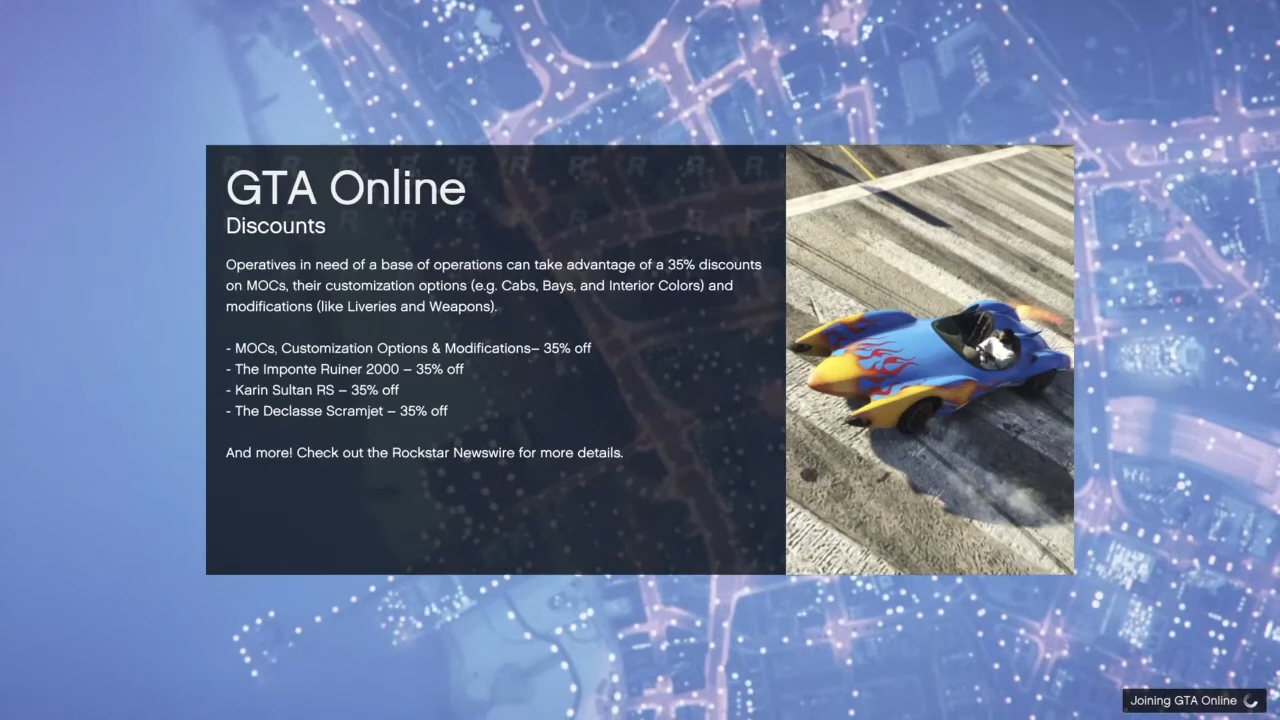 GTA Online
Discounts
Operatives in need of a base of operations can take advantage of a 35% discounts
on MOCs, their customization options (e.g. Cabs, Bays, and Interior Colors) and
modifications (like Liveries and Weapons).
- MOCs, Customization Options & Modifications– 35% off
- The Imponte Ruiner 2000 – 35% off
- Karin Sultan RS – 35% off
- The Declasse Scramjet – 35% off
And more! Check out the Rockstar Newswire for more details.
Joining GTA Online